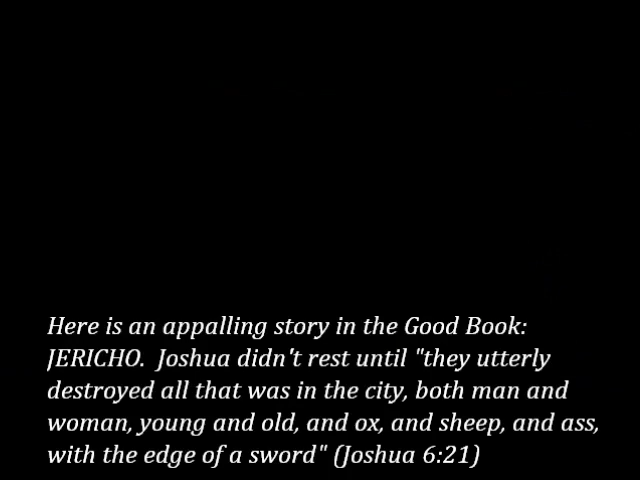 Here is an appalling story in the Good Book:
JERICHO.  Joshua didn't rest until "they utterly
destroyed all that was in the city, both man and
woman, young and old, and ox, and sheep, and ass,
with the edge of a sword" (Joshua 6:21)